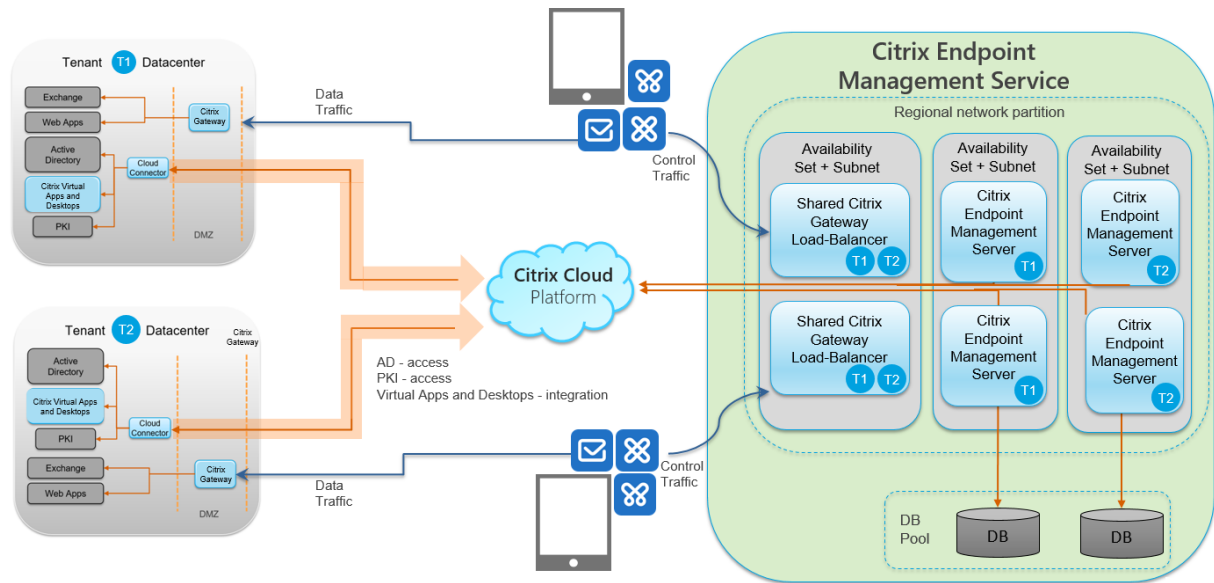 Tenant T1 Datacenter
Exchange
Web Apps
Active
Directory
Citrix Virtual
Apps and
Desktops
PKI
Cloud
Connector
Citrix
Gateway
DMZ
Data
Traffic
Control
Traffic
Tenant T2 Datacenter
Citrix
Gateway
Active
Directory
Citrix Virtual Apps
and Desktops
PKI
Cloud
Connector
Exchange
Web Apps
Citrix
Gateway
DMZ
Data
Traffic
Control
Traffic
Citrix Cloud
Platform
AD - access
PKI - access
Virtual Apps and Desktops - integration
Citrix Endpoint
Management Service
Regional network partition
Availability
Set + Subnet
Shared Citrix
Gateway
Load-Balancer
T1 T2
Shared Citrix
Gateway
Load-Balancer
T1 T2
Availability
Set + Subnet
Citrix
Endpoint
Management
Server
T1
Citrix
Endpoint
Management
Server
T1
Availability
Set + Subnet
Citrix
Endpoint
Management
Server
T2
Citrix
Endpoint
Management
Server
T2
DB
Pool
DB
DB